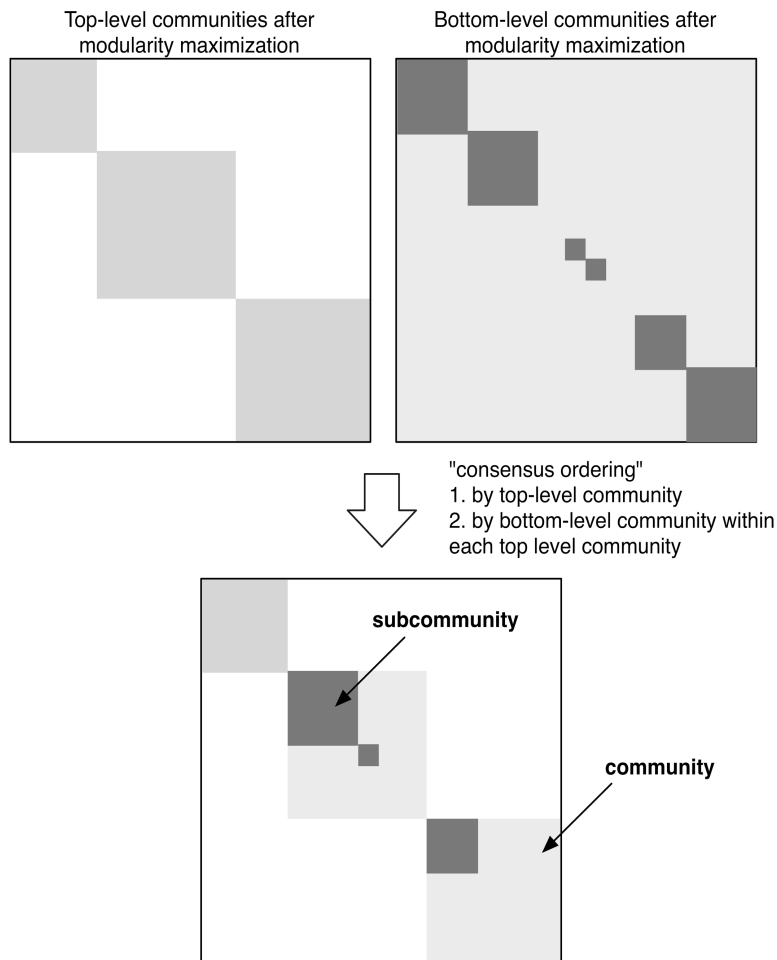 Top-level communities after
modularity maximization
Bottom-level communities after
modularity maximization
"consensus ordering"
1. by top-level community
2. by bottom-level community within
each top level community
subcommunity
community